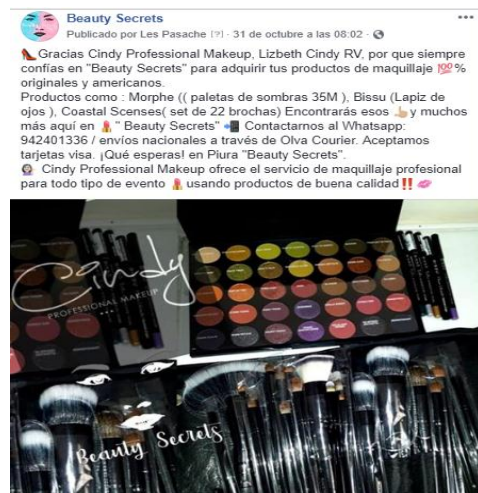 Beauty Secrets
Publicado por Les Pasache [?] · 31 de octubre a las 08:02 ·
👠Gracias Cindy Professional Makeup, Lizbeth Cindy RV, por que siempre
confías en "Beauty Secrets" para adquirir tus productos de maquillaje 💯%
originales y americanos.
Productos como : Morphe (( paletas de sombras 35M ), Bissu (Lapiz de
ojos ), Coastal Scenses( set de 22 brochas) Encontrarás esos 👆y muchos
más aquí en 💄" Beauty Secrets" 📲 Contactarnos al Whatsapp:
942401336 / envíos nacionales a través de Olva Courier. Aceptamos
tarjetas visa. ¡Qué esperas! en Piura "Beauty Secrets".
Cindy Professional Makeup ofrece el servicio de maquillaje profesional
para todo tipo de evento 💄usando productos de buena calidad‼ 💋
Cindy
PROFESSIONAL MAKEUP
Beauty Secrets